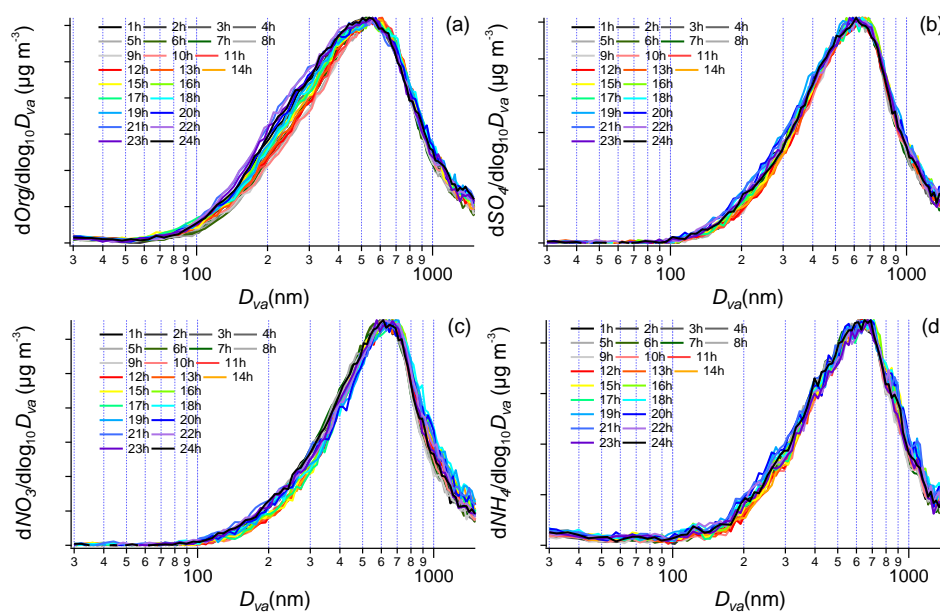 (a)
dOrg/dlog₁₀Dva (μg m⁻³)
1h 2h 3h 4h
5h 6h 7h 8h
9h 10h 11h
12h 13h 14h
15h 16h
17h 18h
19h 20h
21h 22h
23h 24h
3 4 5 6 7 8 9 100 2 3 4 5 6 7 8 9 1000
Dva(nm)
(b)
dSO₄/dlog₁₀Dva (μg m⁻³)
1h 2h 3h 4h
5h 6h 7h 8h
9h 10h 11h
12h 13h 14h
15h 16h
17h 18h
19h 20h
21h 22h
23h 24h
3 4 5 6 7 8 9 100 2 3 4 5 6 7 8 9 1000
Dva(nm)
(c)
dNO₃/dlog₁₀Dva (μg m⁻³)
1h 2h 3h 4h
5h 6h 7h 8h
9h 10h 11h
12h 13h 14h
15h 16h
17h 18h
19h 20h
21h 22h
23h 24h
3 4 5 6 7 8 9 100 2 3 4 5 6 7 8 9 1000
Dva(nm)
(d
dNH₄/dlog₁₀Dva (μg m⁻³)
1h 2h 3h 4h
5h 6h 7h 8h
9h 10h 11h
12h 13h 14h
15h 16h
17h 18h
19h 20h
21h 22h
23h 24h
3 4 5 6 7 8 9 100 2 3 4 5 6 7 8 9 1000
Dva(nm)